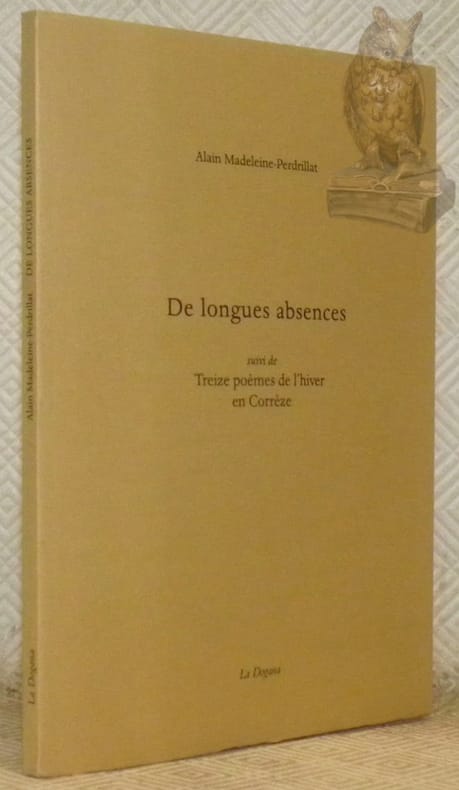 Alain Madeleine-Perdrillat
De longues absences
suivi de
Treize poèmes de l'hiver
en Corrèze
La Dogana
Alain Madeleine-Perdrillat DE LONGUES ABSENCES
La Dogana